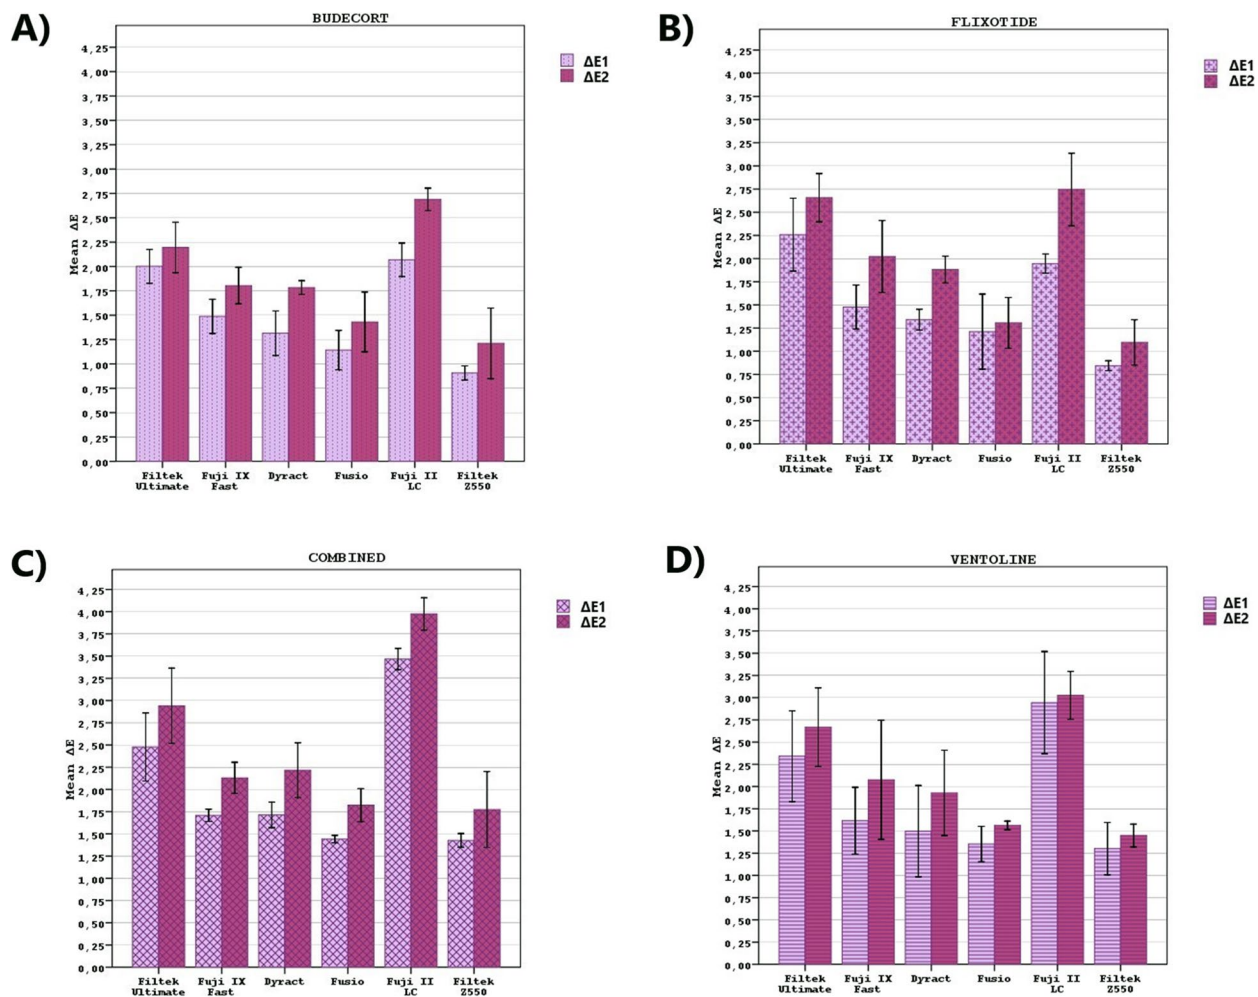 A)
BUDECORT
4,25
4,00
3,75
3,50
3,25
3,00
2,75
2,50
2,25
2,00
1,75
1,50
1,25
1,00
0,75
0,50
0,25
0,00
Mean ΔE
Filtek Ultimate
Fuji IX Fast
Dyract
Fusio
Fuji II LC
Filtek Z550
ΔE1
ΔE2
B)
FLIXOTIDE
4,25
4,00
3,75
3,50
3,25
3,00
2,75
2,50
2,25
2,00
1,75
1,50
1,25
1,00
0,75
0,50
0,25
0,00
Mean ΔE
Filtek Ultimate
Fuji IX Fast
Dyract
Fusio
Fuji II LC
Filtek Z550
ΔE1
ΔE2
C)
COMBINED
4,25
4,00
3,75
3,50
3,25
3,00
2,75
2,50
2,25
2,00
1,75
1,50
1,25
1,00
0,75
0,50
0,25
0,00
Mean ΔE
Filtek Ultimate
Fuji IX Fast
Dyract
Fusio
Fuji II LC
Filtek Z550
ΔE1
ΔE2
D)
VENTOLINE
4,25
4,00
3,75
3,50
3,25
3,00
2,75
2,50
2,25
2,00
1,75
1,50
1,25
1,00
0,75
0,50
0,25
0,00
Mean ΔE
Filtek Ultimate
Fuji IX Fast
Dyract
Fusio
Fuji II LC
Filtek Z550
ΔE1
ΔE2